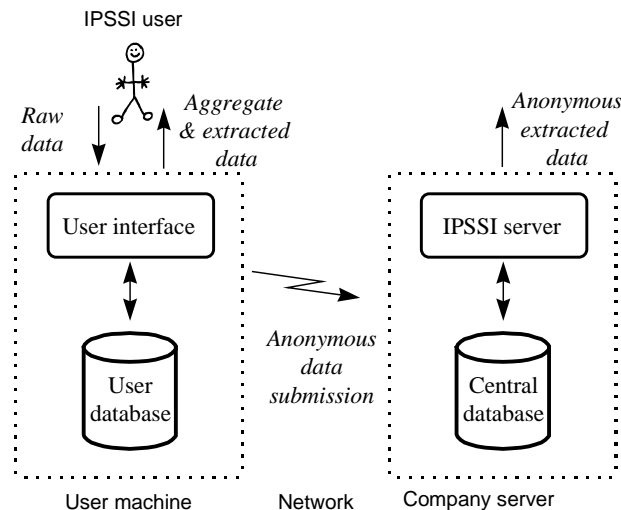 IPSSI user
Raw
data
Aggregate
& extracted
data
Anonymous
extracted
data
User interface
IPSSI server
Anonymous
data
submission
User
database
Central
database
User machine
Network
Company server